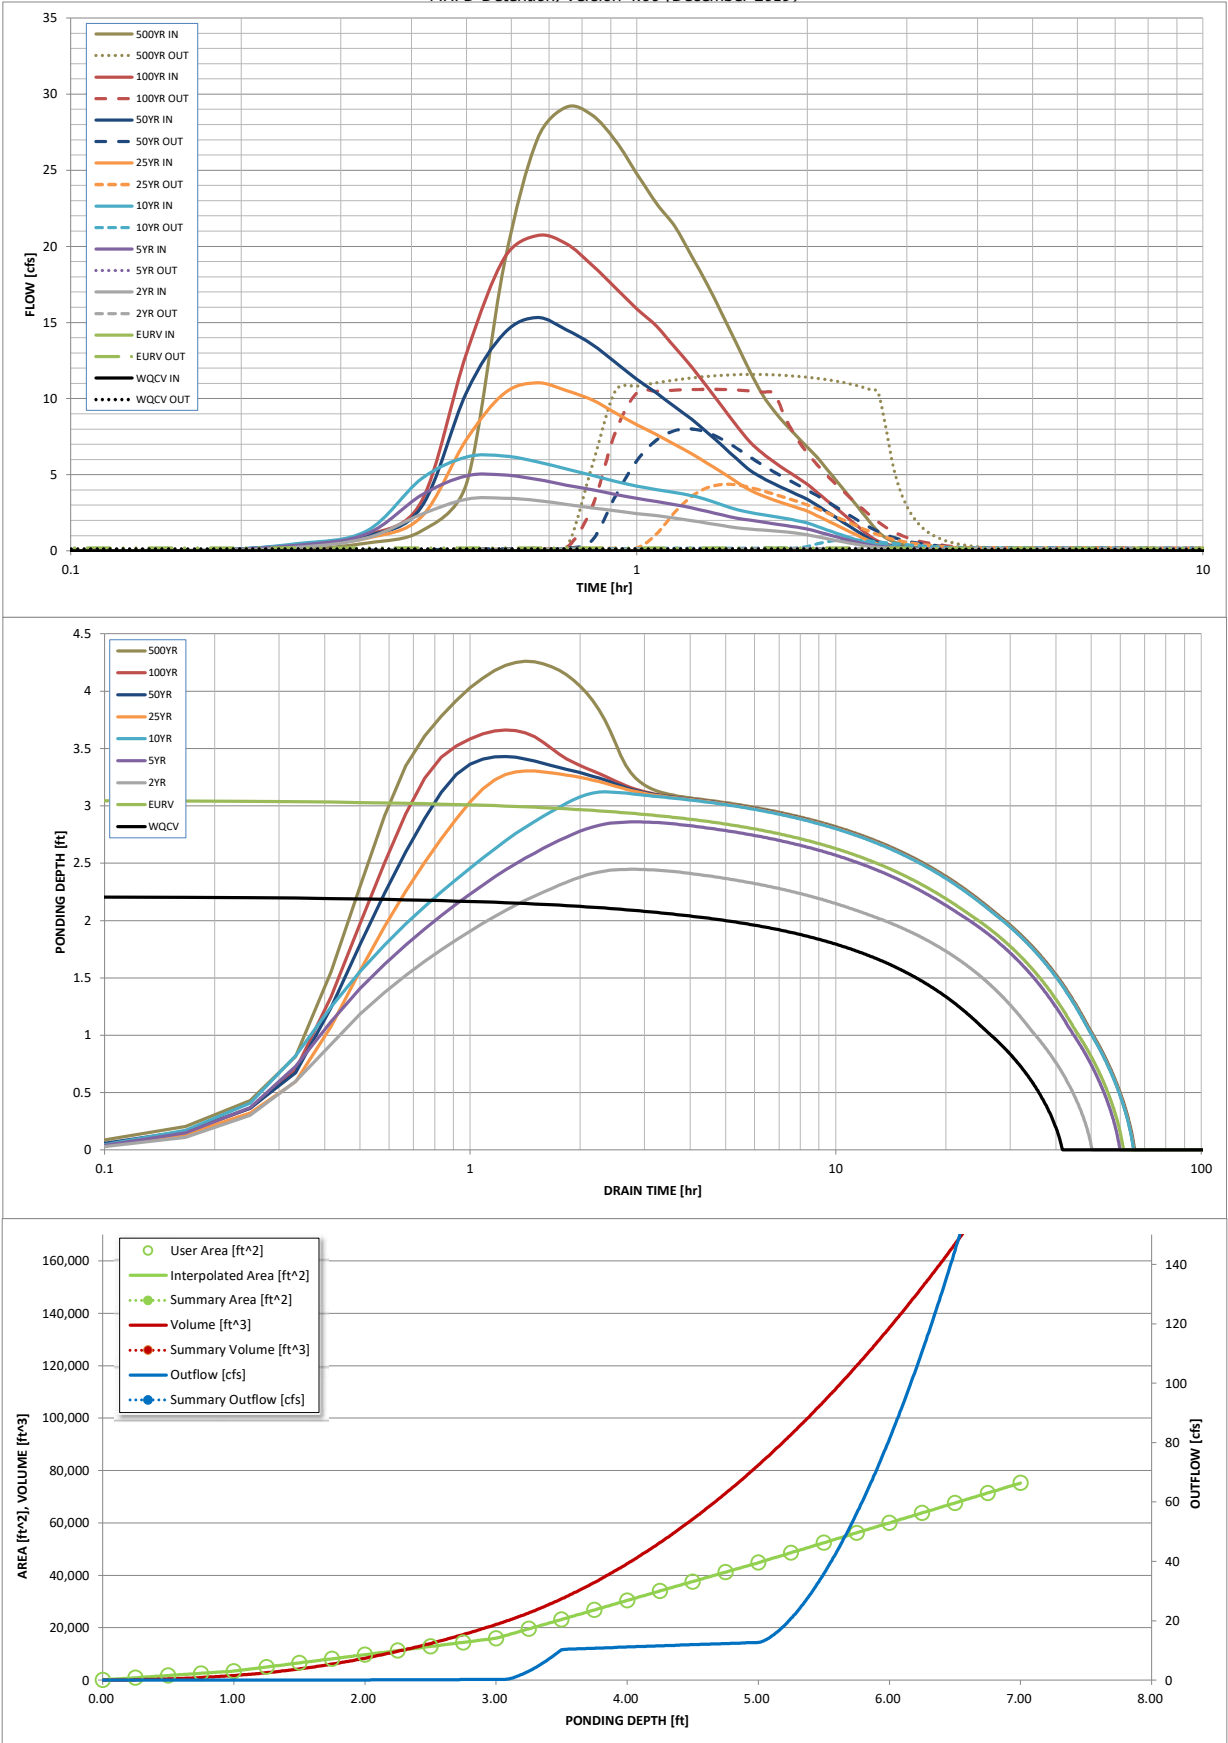 35
30
25
20
15
10
5
0
FLOW [cfs]
500YR IN
500YR OUT
100YR IN
100YR OUT
50YR IN
50YR OUT
25YR IN
25YR OUT
10YR IN
10YR OUT
5YR IN
5YR OUT
2YR IN
2YR OUT
EURV IN
EURV OUT
WQCV IN
WQCV OUT
0.1 1 10
TIME [hr]
4.5
4
3.5
3
2.5
2
1.5
1
0.5
0
PONDING DEPTH [ft]
500YR
100YR
50YR
25YR
10YR
5YR
2YR
EURV
WQCV
0.1 1 10 100
DRAIN TIME [hr]
160,000
140,000
120,000
100,000
80,000
60,000
40,000
20,000
0
AREA [ft^2], VOLUME [ft^3]
User Area [ft^2]
Interpolated Area [ft^2]
Summary Area [ft^2]
Volume [ft^3]
Summary Volume [ft^3]
Outflow [cfs]
Summary Outflow [cfs]
140
120
100
80
60
40
20
0
OUTFLOW [cfs]
0.00 1.00 2.00 3.00 4.00 5.00 6.00 7.00 8.00
PONDING DEPTH [ft]